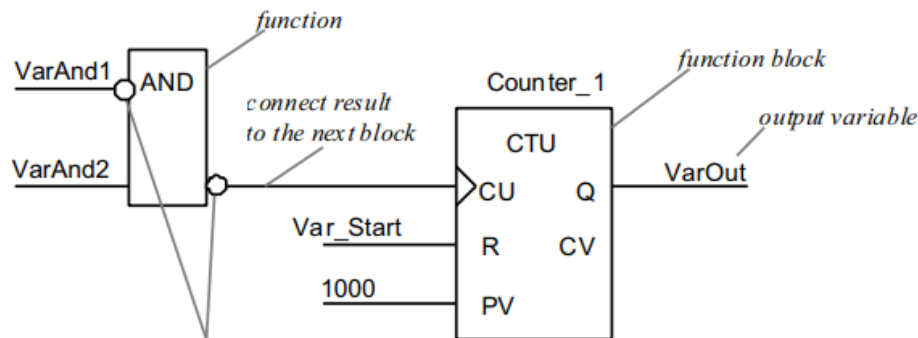 function
VarAnd1
AND
function block
Counter_1
connect result
to the next block
output variable
CTU
VarAnd2
VarOut
CU
Q
Var_Start
R
CV
1000
PV